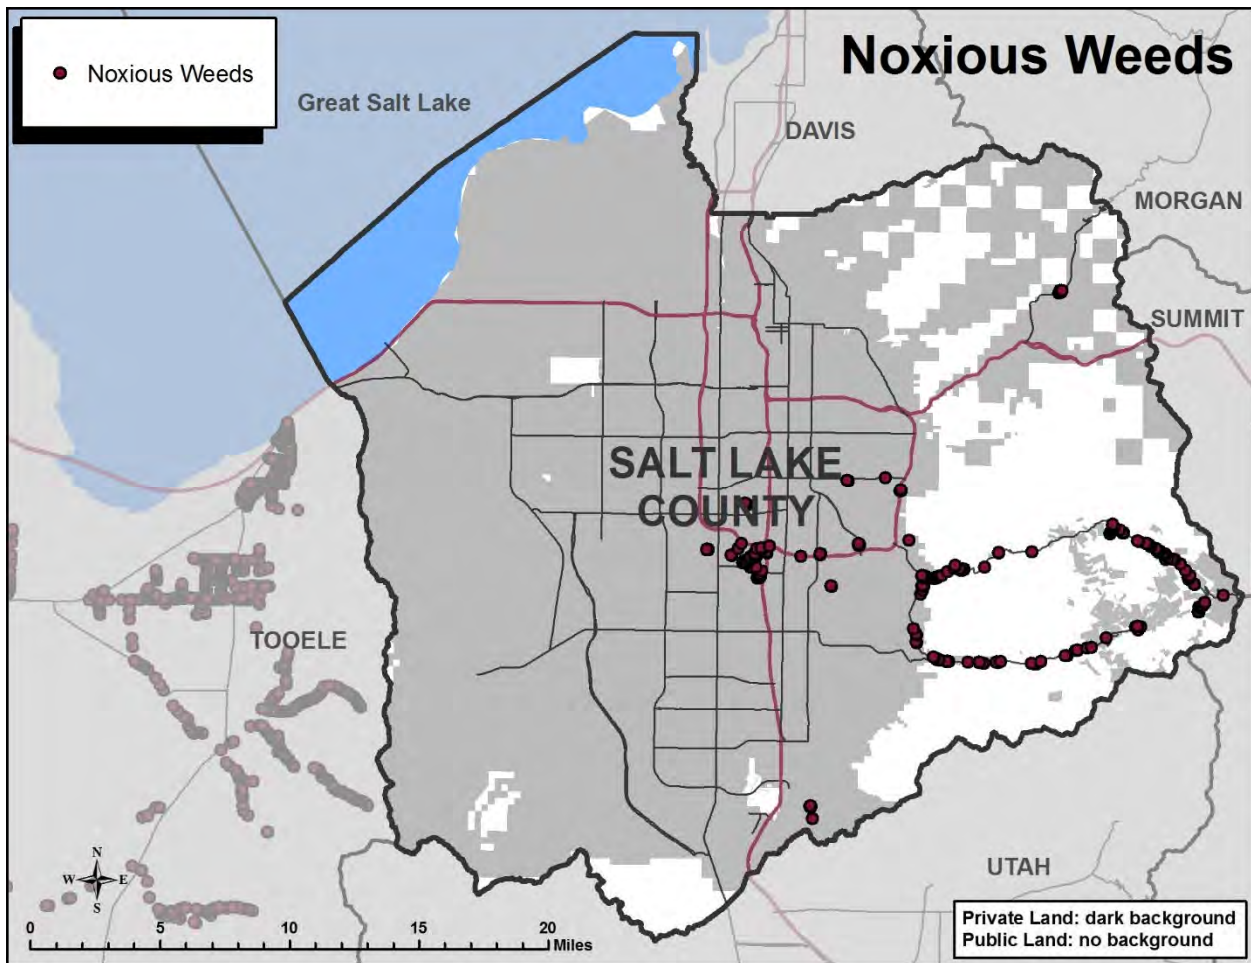 Noxious Weeds
Noxious Weeds
Great Salt Lake
DAVIS
MORGAN
SUMMIT
SALT LAKE
COUNTY
TOOELE
UTAH
N
W E
S
0 5 10 15 20
Miles
Private Land: dark background
Public Land: no background